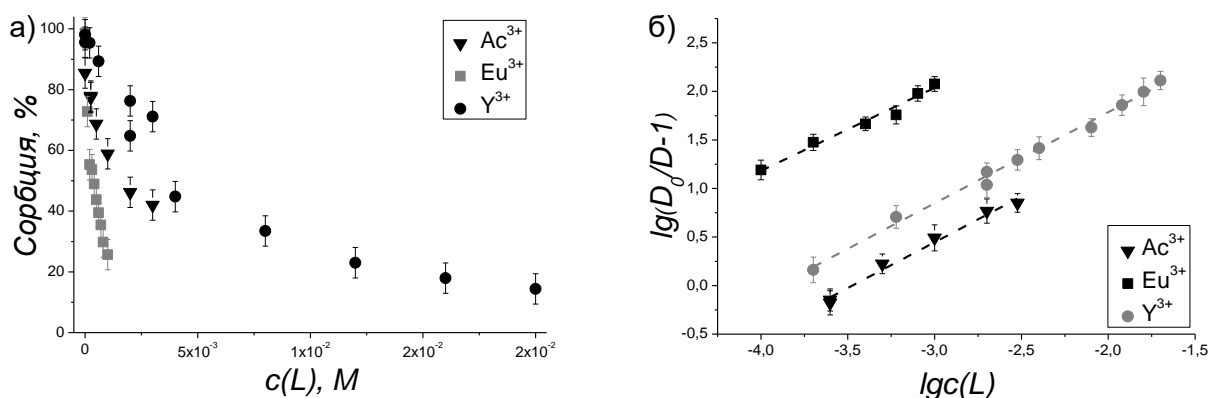 а)
Сорбция, %
100
80
60
40
20
0
0
5x10⁻³
1x10⁻²
2x10⁻²
2x10⁻²
c(L), M
Ac³⁺
Eu³⁺
Y³⁺
б)
lg(D₀/D-1)
2,5
2,0
1,5
1,0
0,5
0,0
-0,5
-4,0
-3,5
-3,0
-2,5
-2,0
-1,5
lgc(L)
Ac³⁺
Eu³⁺
Y³⁺